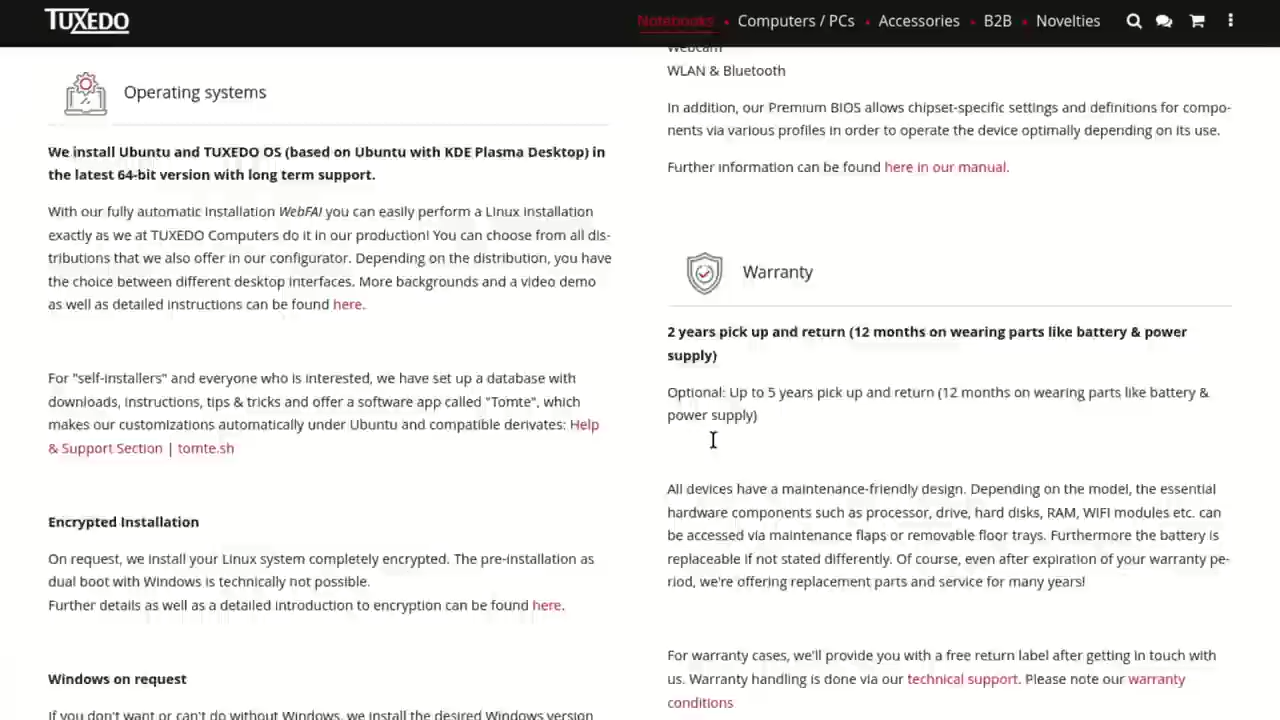 TUXEDO
Notebooks • Computers / PCs • Accessories • B2B • Novelties
Operating systems
We install Ubuntu and TUXEDO OS (based on Ubuntu with KDE Plasma Desktop) in
the latest 64-bit version with long term support.
With our fully automatic installation WebFAI you can easily perform a Linux installation
exactly as we at TUXEDO Computers do it in our production! You can choose from all dis-
tributions that we also offer in our configurator. Depending on the distribution, you have
the choice between different desktop interfaces. More backgrounds and a video demo
as well as detailed instructions can be found here.
For "self-installers" and everyone who is interested, we have set up a database with
downloads, instructions, tips & tricks and offer a software app called "Tomte", which
makes our customizations automatically under Ubuntu and compatible derivates: Help
& Support Section | tomte.sh
Encrypted Installation
On request, we install your Linux system completely encrypted. The pre-installation as
dual boot with Windows is technically not possible.
Further details as well as a detailed introduction to encryption can be found here.
Windows on request
If you don't want or can't do without Windows, we install the desired Windows version
Webcam
WLAN & Bluetooth
In addition, our Premium BIOS allows chipset-specific settings and definitions for compo-
nents via various profiles in order to operate the device optimally depending on its use.
Further information can be found here in our manual.
Warranty
2 years pick up and return (12 months on wearing parts like battery & power
supply)
Optional: Up to 5 years pick up and return (12 months on wearing parts like battery &
power supply)
All devices have a maintenance-friendly design. Depending on the model, the essential
hardware components such as processor, drive, hard disks, RAM, WIFI modules etc. can
be accessed via maintenance flaps or removable floor trays. Furthermore the battery is
replaceable if not stated differently. Of course, even after expiration of your warranty pe-
riod, we're offering replacement parts and service for many years!
For warranty cases, we'll provide you with a free return label after getting in touch with
us. Warranty handling is done via our technical support. Please note our warranty
conditions